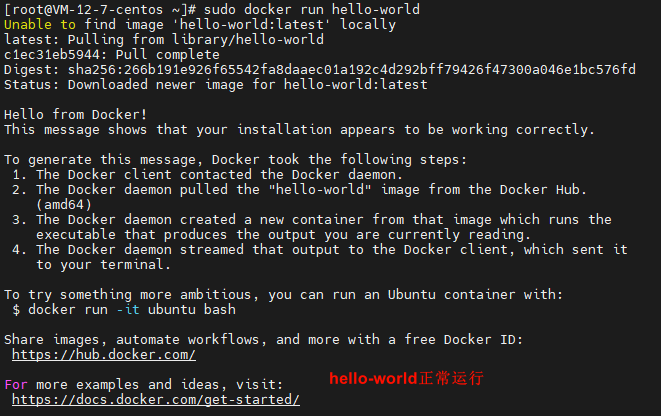 [root@VM-12-7-centos ~]# sudo docker run hello-world
Unable to find image 'hello-world:latest' locally
latest: Pulling from library/hello-world
c1ec31eb5944: Pull complete
Digest: sha256:266b191e926f65542fa8daaec01a192c4d292bff79426f47300a046e1bc576fd
Status: Downloaded newer image for hello-world:latest
Hello from Docker!
This message shows that your installation appears to be working correctly.
To generate this message, Docker took the following steps:
1. The Docker client contacted the Docker daemon.
2. The Docker daemon pulled the "hello-world" image from the Docker Hub.
(amd64)
3. The Docker daemon created a new container from that image which runs the
executable that produces the output you are currently reading.
4. The Docker daemon streamed that output to the Docker client, which sent it
to your terminal.
To try something more ambitious, you can run an Ubuntu container with:
$ docker run -it ubuntu bash
Share images, automate workflows, and more with a free Docker ID:
https://hub.docker.com/
For more examples and ideas, visit:
https://docs.docker.com/get-started/
hello-world正常运行